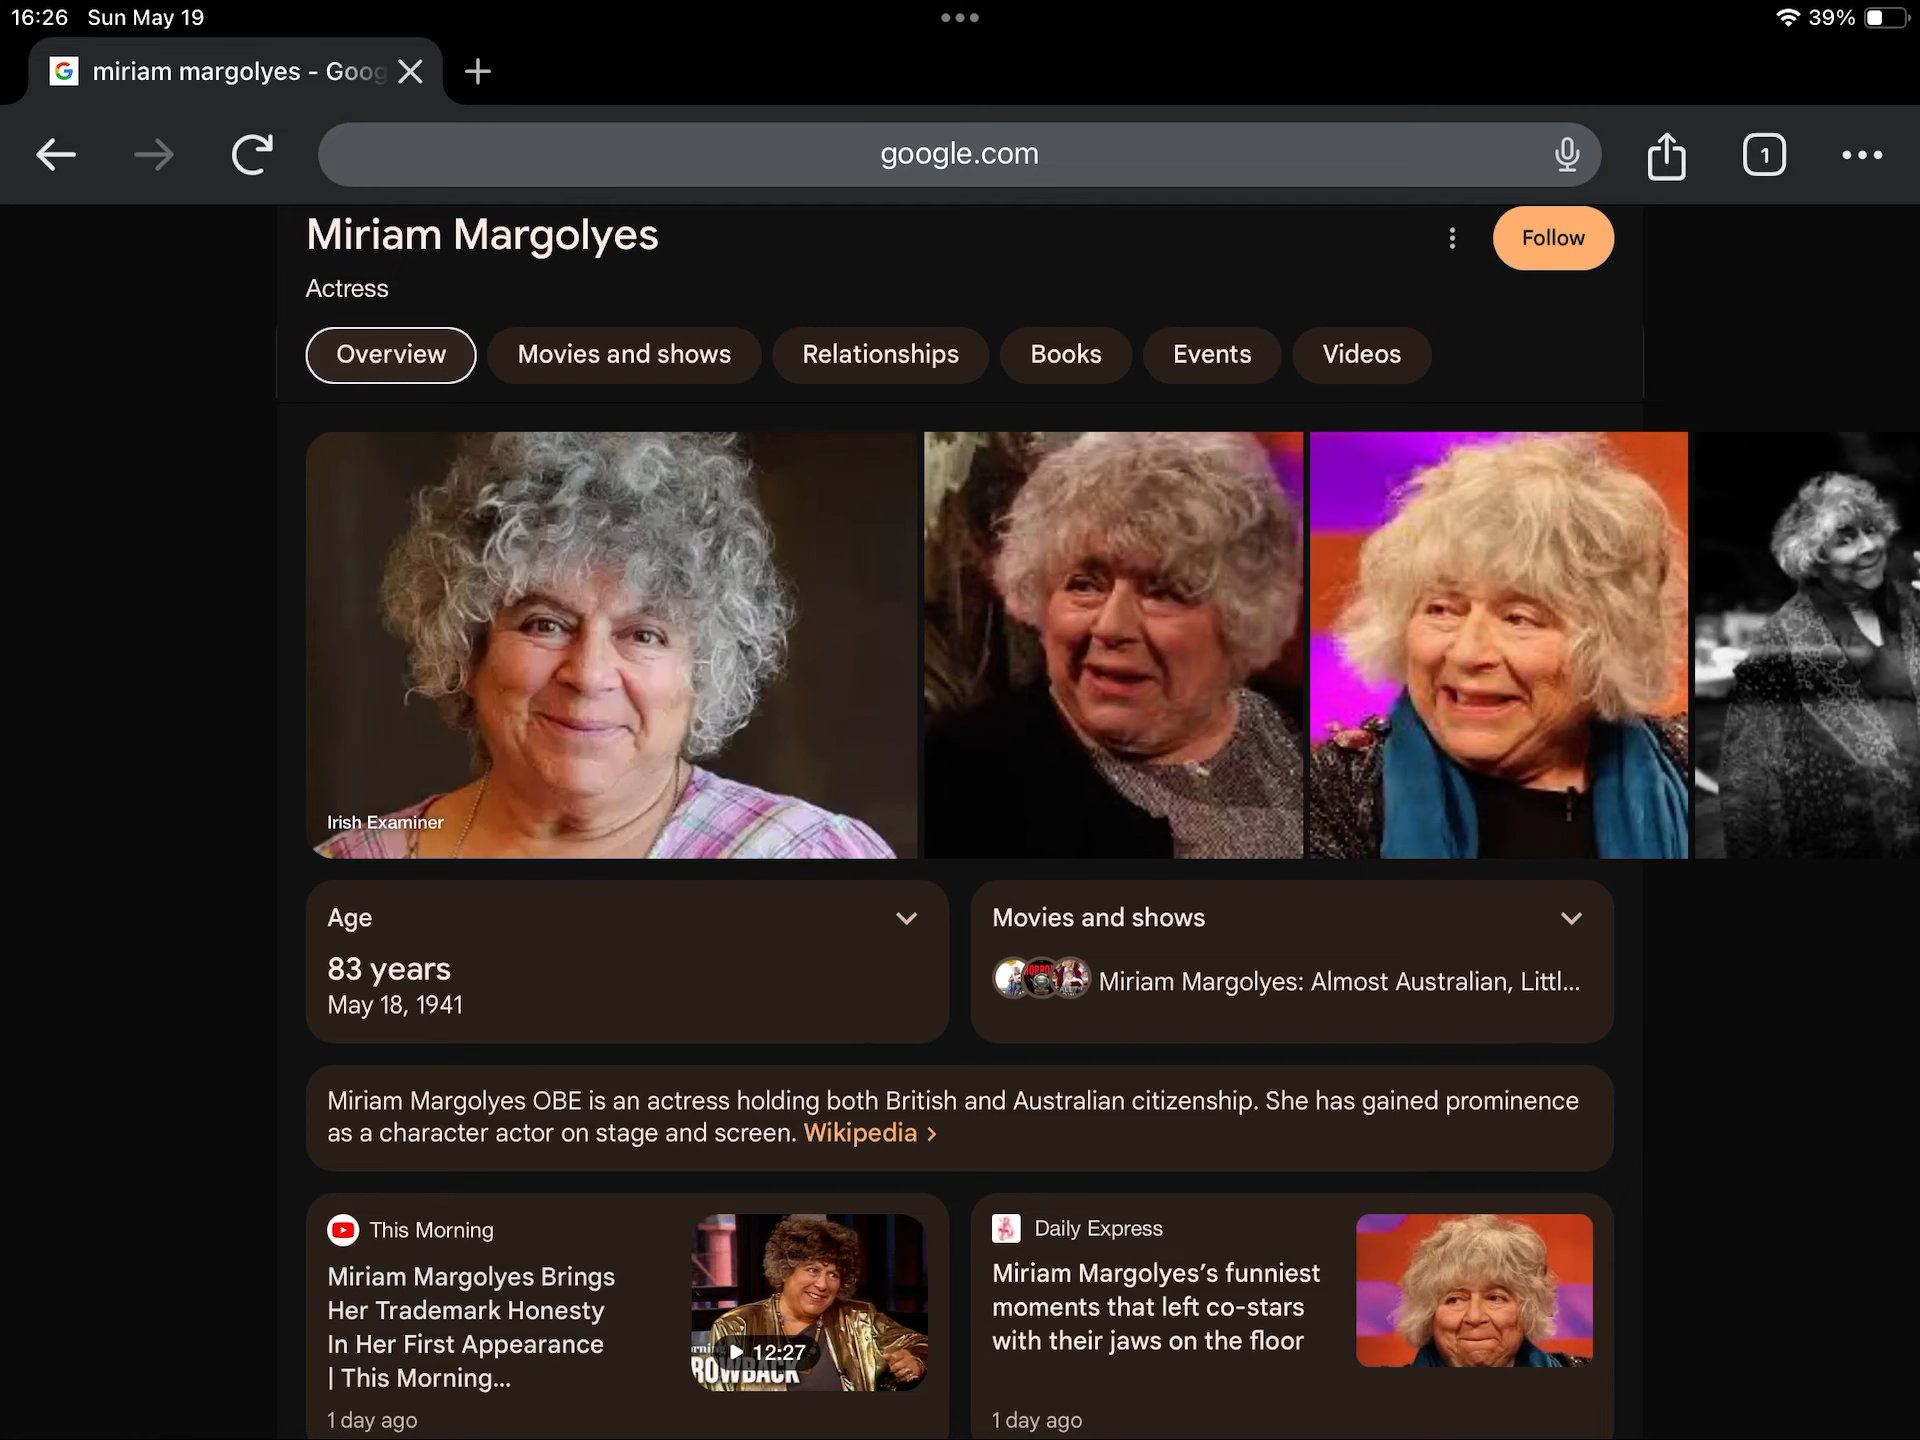 16:26 Sun May 19
39%
miriam margolyes - Goog
google.com
1
Miriam Margolyes
Follow
Actress
Overview
Movies and shows
Relationships
Books
Events
Videos
Irish Examiner
Age
83 years
May 18, 1941
Movies and shows
Miriam Margolyes: Almost Australian, Littl...
Miriam Margolyes OBE is an actress holding both British and Australian citizenship. She has gained prominence
as a character actor on stage and screen. Wikipedia >
This Morning
Miriam Margolyes Brings
Her Trademark Honesty
In Her First Appearance
| This Morning...
12:27
ROWBACK
1 day ago
Daily Express
Miriam Margolyes’s funniest
moments that left co-stars
with their jaws on the floor
1 day ago